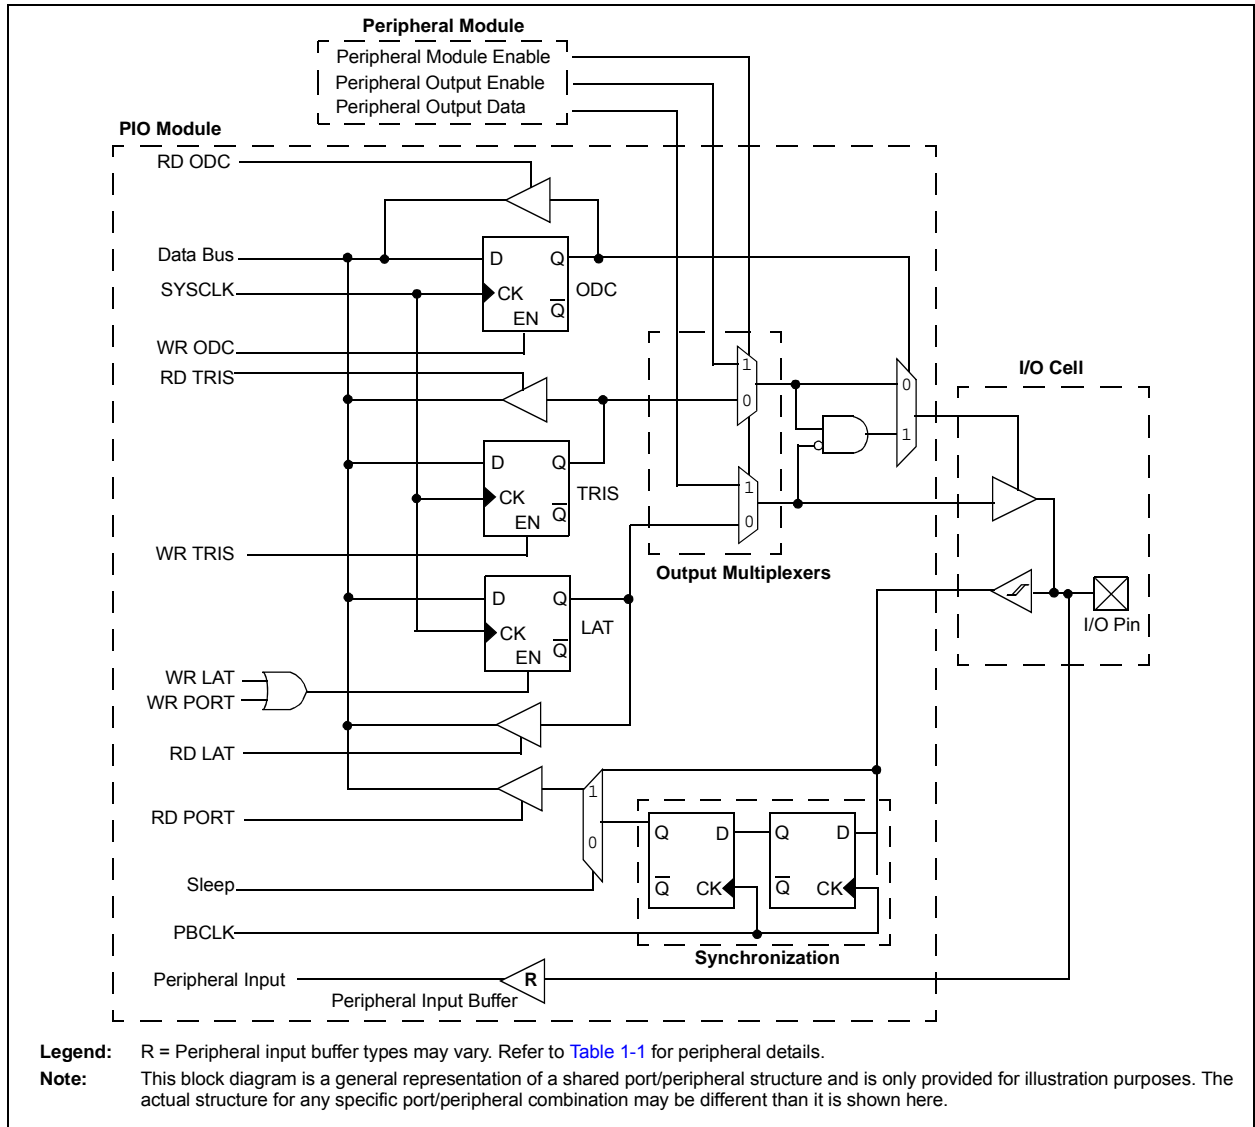 Peripheral Module
Peripheral Module Enable
Peripheral Output Enable
Peripheral Output Data
PIO Module
RD ODC
Data Bus
D
Q
SYSCLK
CK
Q
ODC
EN
WR ODC
RD TRIS
1
0
0
1
I/O Cell
D
Q
CK
TRIS
EN
Q
1
0
WR TRIS
Output Multiplexers
D
Q
CK
LAT
EN
Q
I/O Pin
WR LAT
WR PORT
RD LAT
1
0
RD PORT
Q
D
Q
D
Sleep
Q
CK
Q
CK
PBCLK
Synchronization
Peripheral Input
R
Peripheral Input Buffer
Legend: R = Peripheral input buffer types may vary. Refer to Table 1-1 for peripheral details.
Note: This block diagram is a general representation of a shared port/peripheral structure and is only provided for illustration purposes. The
actual structure for any specific port/peripheral combination may be different than it is shown here.